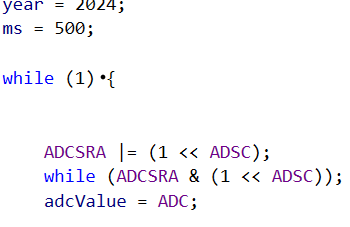 year = 2024;
ms = 500;
while (1) {
ADCSRA |= (1 << ADSC);
while (ADCSRA & (1 << ADSC));
adcValue = ADC;